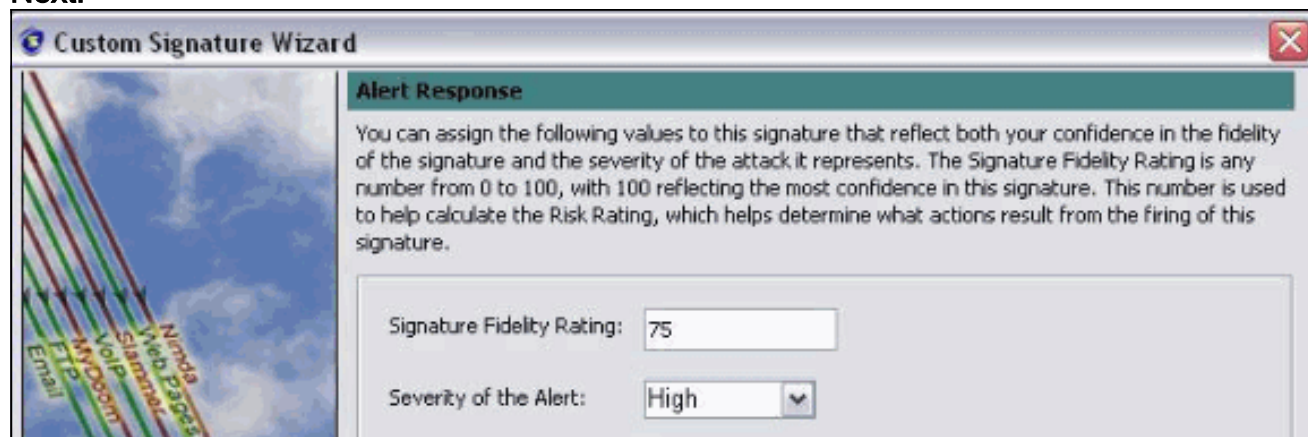 Next.
Custom Signature Wizard
Alert Response
You can assign the following values to this signature that reflect both your confidence in the fidelity
of the signature and the severity of the attack it represents. The Signature Fidelity Rating is any
number from 0 to 100, with 100 reflecting the most confidence in this signature. This number is used
to help calculate the Risk Rating, which helps determine what actions result from the firing of this
signature.
Signature Fidelity Rating: 75
Severity of the Alert: High
Nimda
Web Pages
Slammer
VoIP
MyDoom
FTP
Email